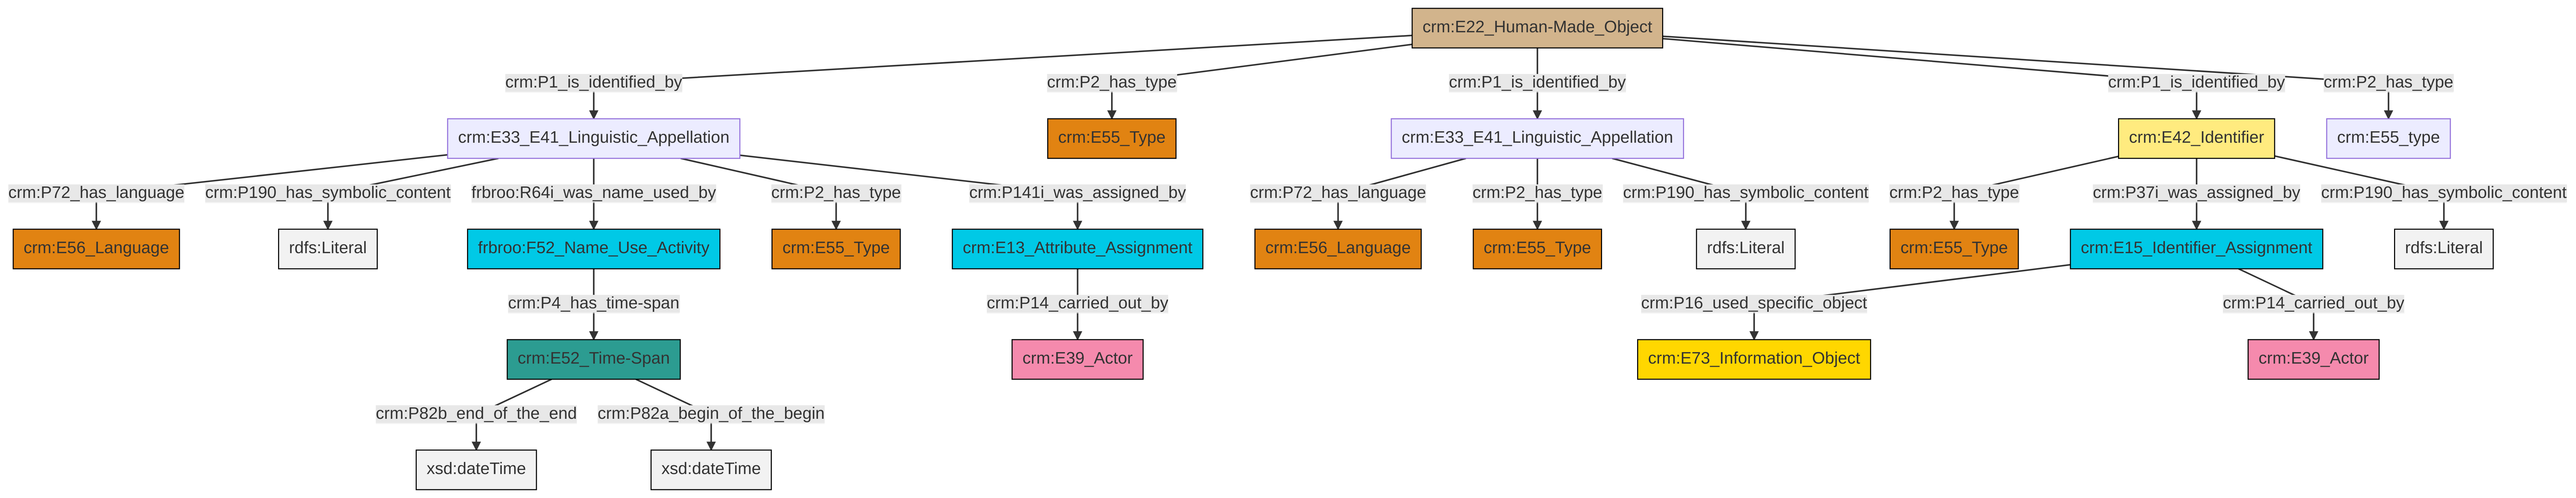 crm:E22_Human-Made_Object
crm:P1_is_identified_by
crm:P2_has_type
crm:P1_is_identified_by
crm:P1_is_identified_by
crm:P2_has_type
crm:E33_E41_Linguistic_Appellation
crm:E55_Type
crm:E33_E41_Linguistic_Appellation
crm:E42_Identifier
crm:E55_type
crm:P72_has_language
crm:P190_has_symbolic_content
frbroo:R64i_was_name_used_by
crm:P2_has_type
crm:P141i_was_assigned_by
crm:P72_has_language
crm:P2_has_type
crm:P190_has_symbolic_content
crm:P2_has_type
crm:P37i_was_assigned_by
crm:P190_has_symbolic_content
crm:E56_Language
rdfs:Literal
frbroo:F52_Name_Use_Activity
crm:E55_Type
crm:E13_Attribute_Assignment
crm:E56_Language
crm:E55_Type
rdfs:Literal
crm:E55_Type
crm:E15_Identifier_Assignment
rdfs:Literal
crm:P4_has_time-span
crm:P14_carried_out_by
crm:P16_used_specific_object
crm:P14_carried_out_by
crm:E52_Time-Span
crm:E39_Actor
crm:E73_Information_Object
crm:E39_Actor
crm:P82b_end_of_the_end
crm:P82a_begin_of_the_begin
xsd:dateTime
xsd:dateTime